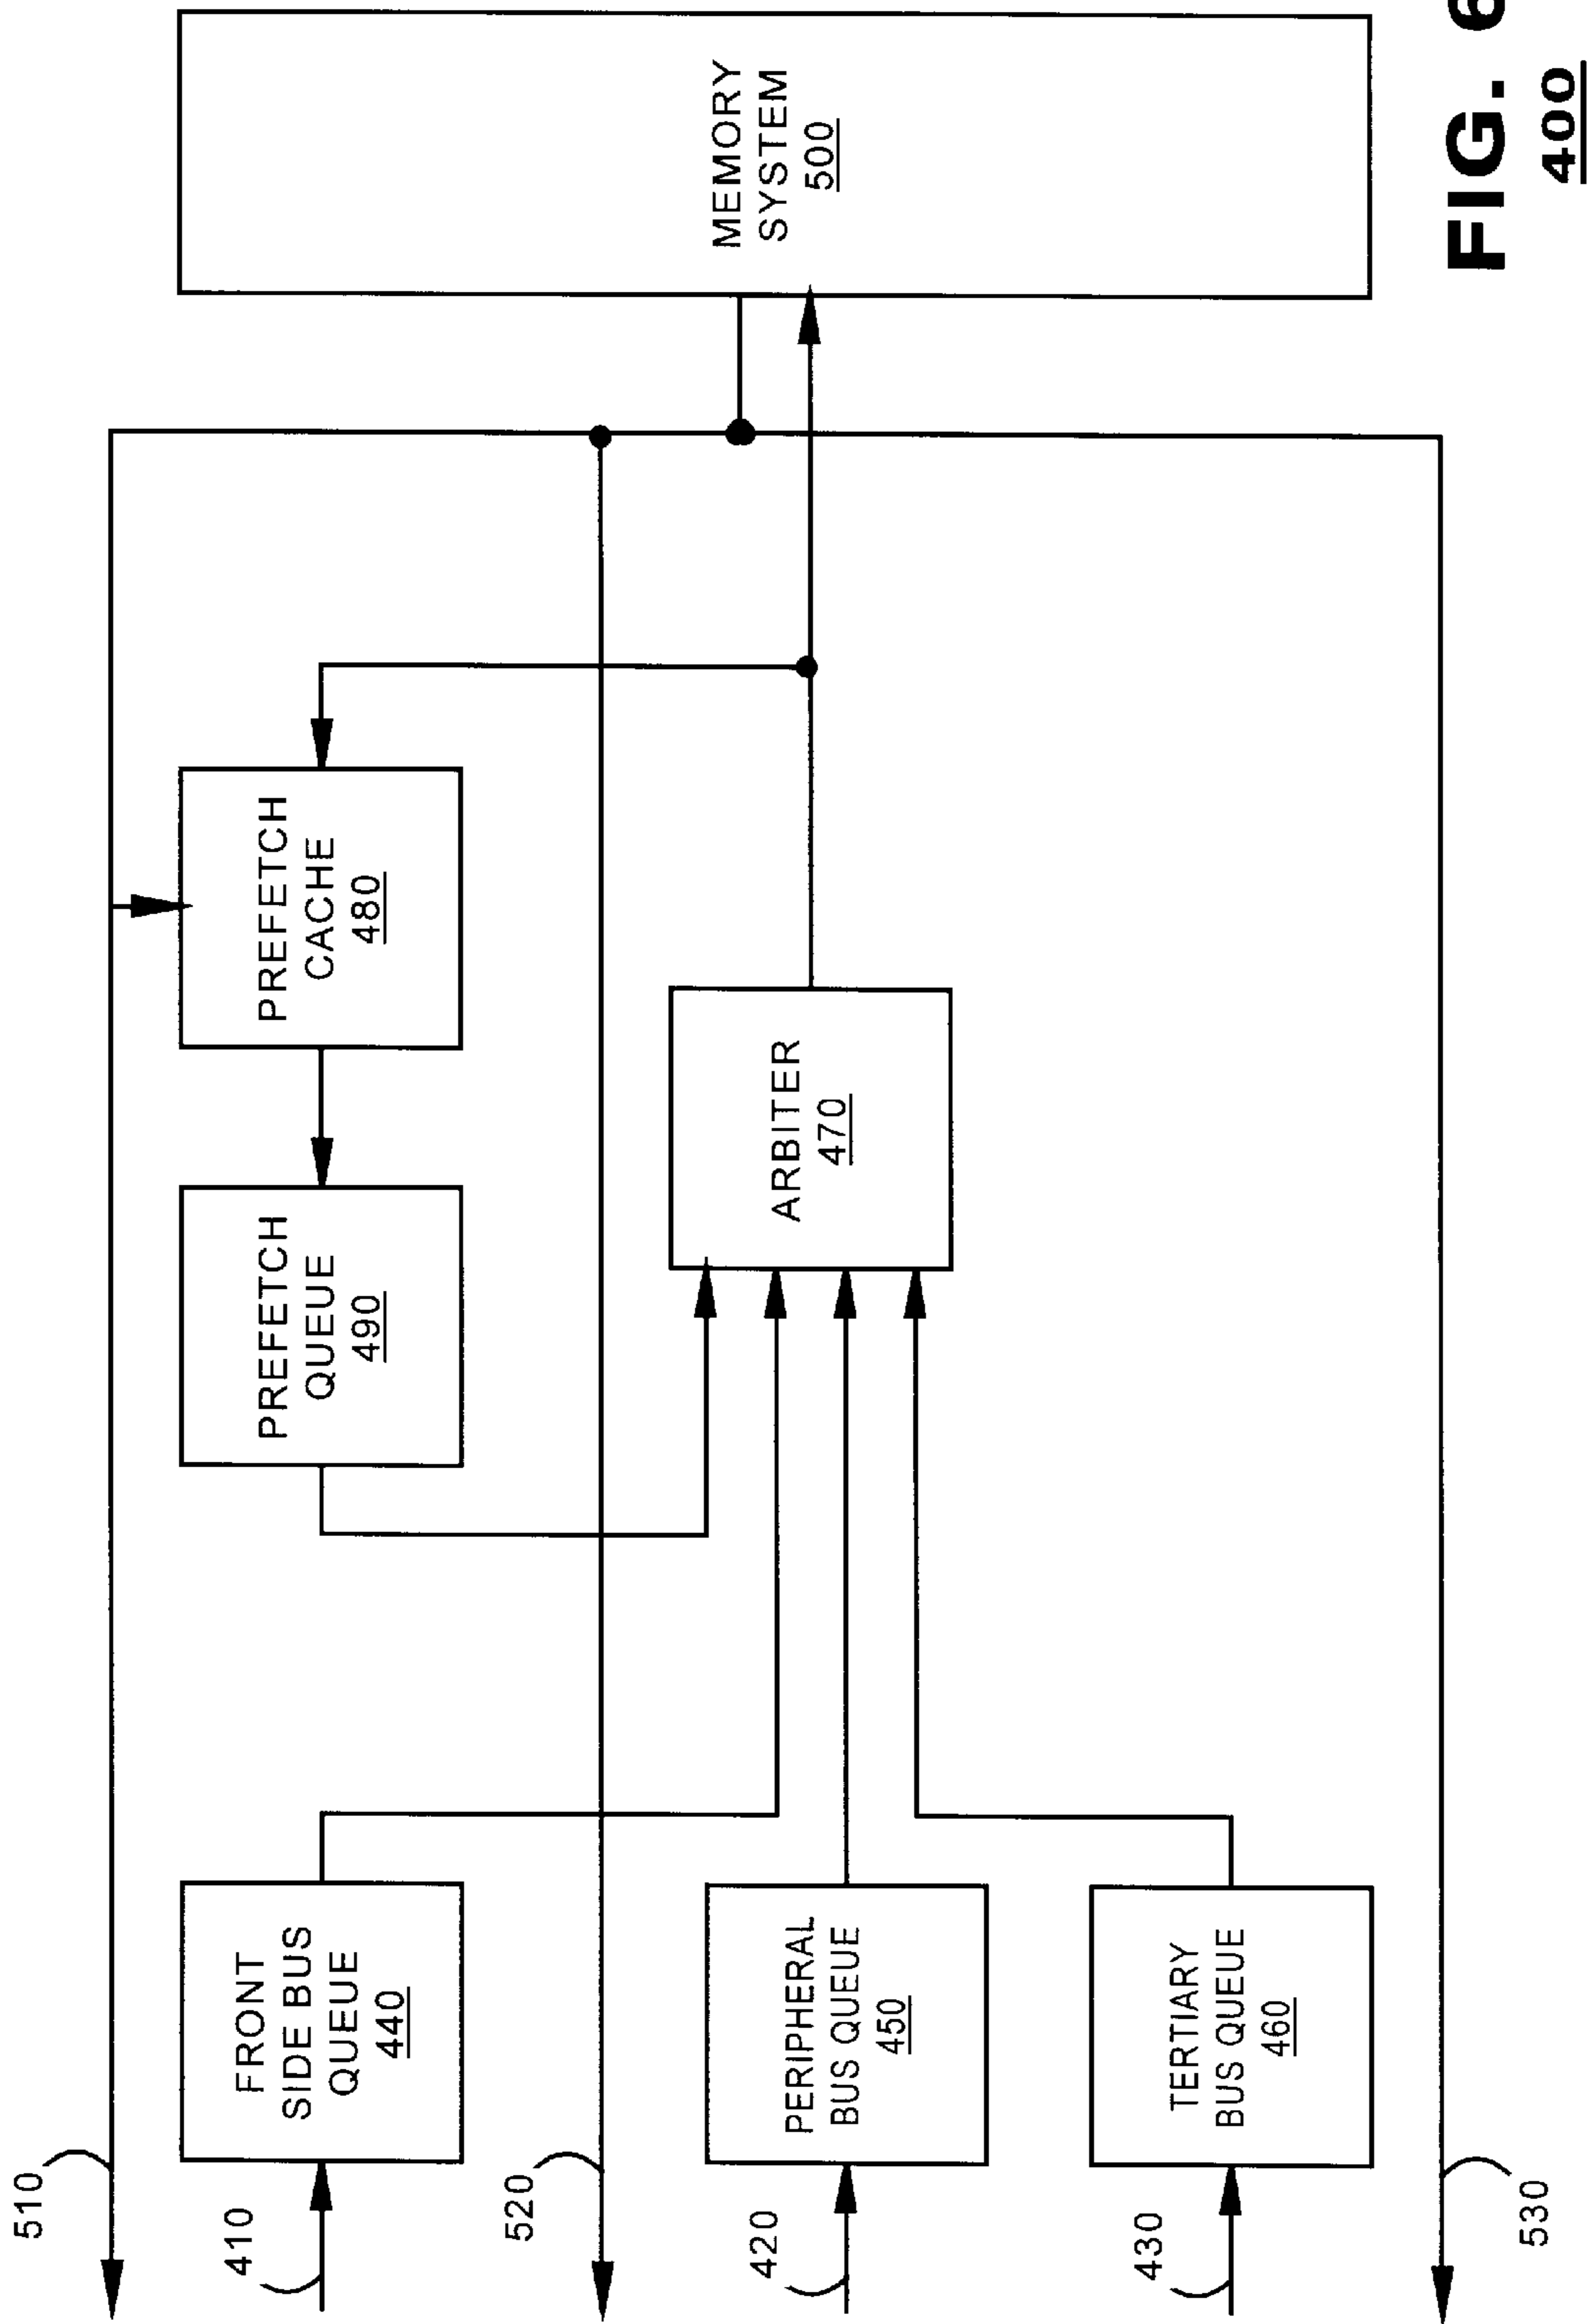 510
410
FRONT
SIDE BUS
QUEUE
440
PREFETCH
QUEUE
490
PREFETCH
CACHE
480
520
420
PERIPHERAL
BUS QUEUE
450
ARBITER
470
MEMORY
SYSTEM
500
430
TERTIARY
BUS QUEUE
460
530
FIG. 6
400